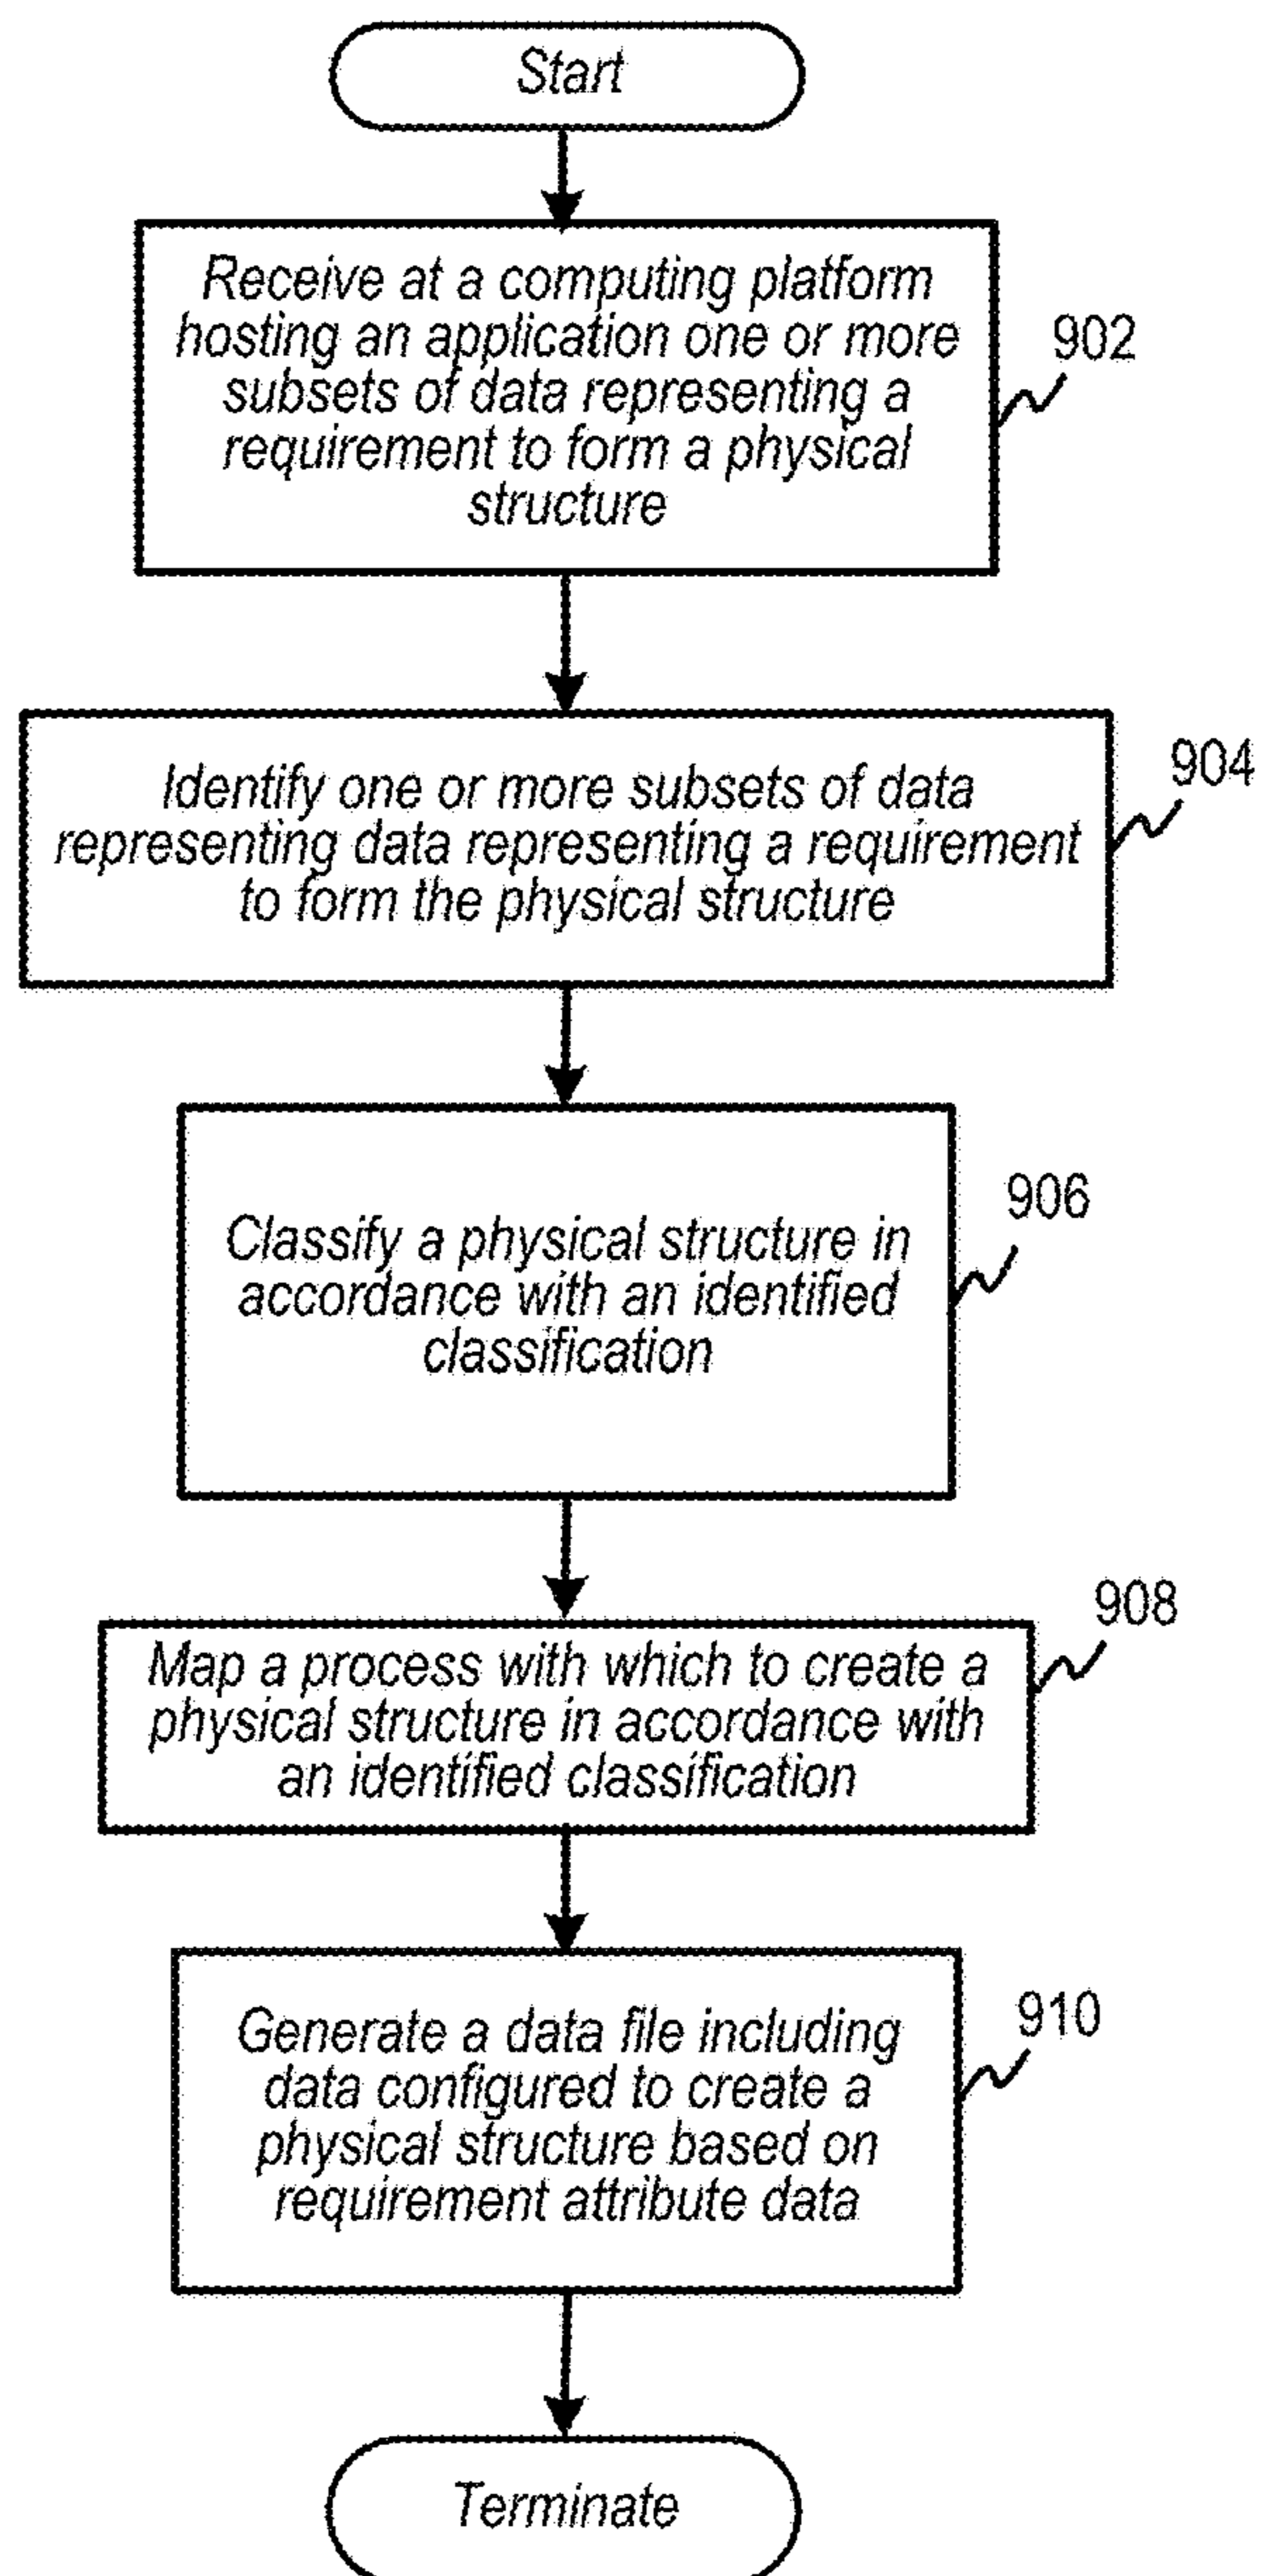 Start
Receive at a computing platform
hosting an application one or more
subsets of data representing a
requirement to form a physical
structure
902
Identify one or more subsets of data
representing data representing a requirement
to form the physical structure
904
Classify a physical structure in
accordance with an identified
classification
906
Map a process with which to create a
physical structure in accordance with
an identified classification
908
Generate a data file including
data configured to create a
physical structure based on
requirement attribute data
910
Terminate